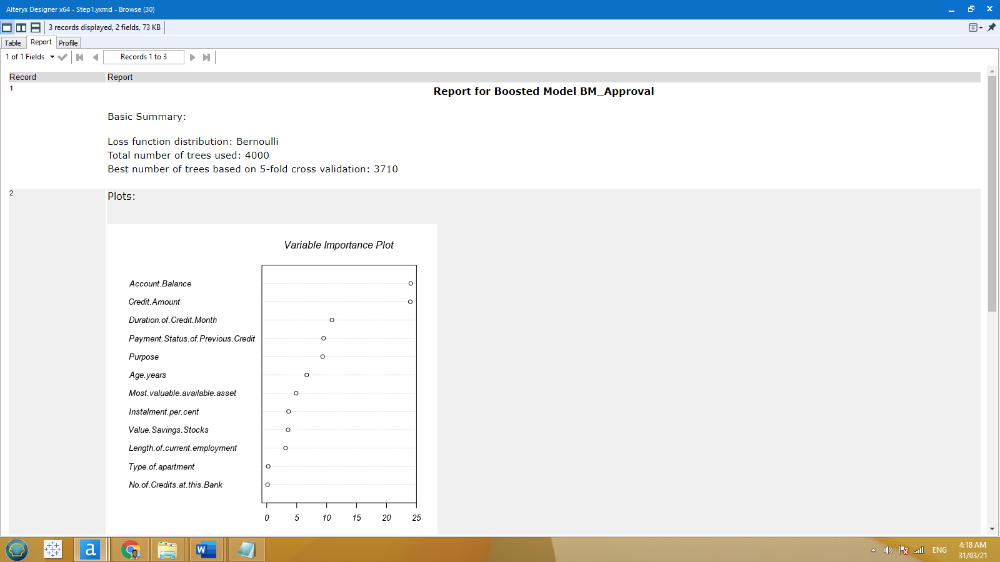 Alteryx Designer x64 - Step1.yxmd - Browse (30)
3 records displayed, 2 fields, 73 KB
Table Report Profile
1 of 1 Fields Records 1 to 3
Record Report
1
Report for Boosted Model BM_Approval
Basic Summary:
Loss function distribution: Bernoulli
Total number of trees used: 4000
Best number of trees based on 5-fold cross validation: 3710
2
Plots:
Variable Importance Plot
Account.Balance
Credit.Amount
Duration.of.Credit.Month
Payment.Status.of.Previous.Credit
Purpose
Age.years
Most.valuable.available.asset
Instalment.per.cent
Value.Savings.Stocks
Length.of.current.employment
Type.of.apartment
No.of.Credits.at.this.Bank
0 5 10 15 20 25
a
W
ENG
4:18 AM
31/03/21